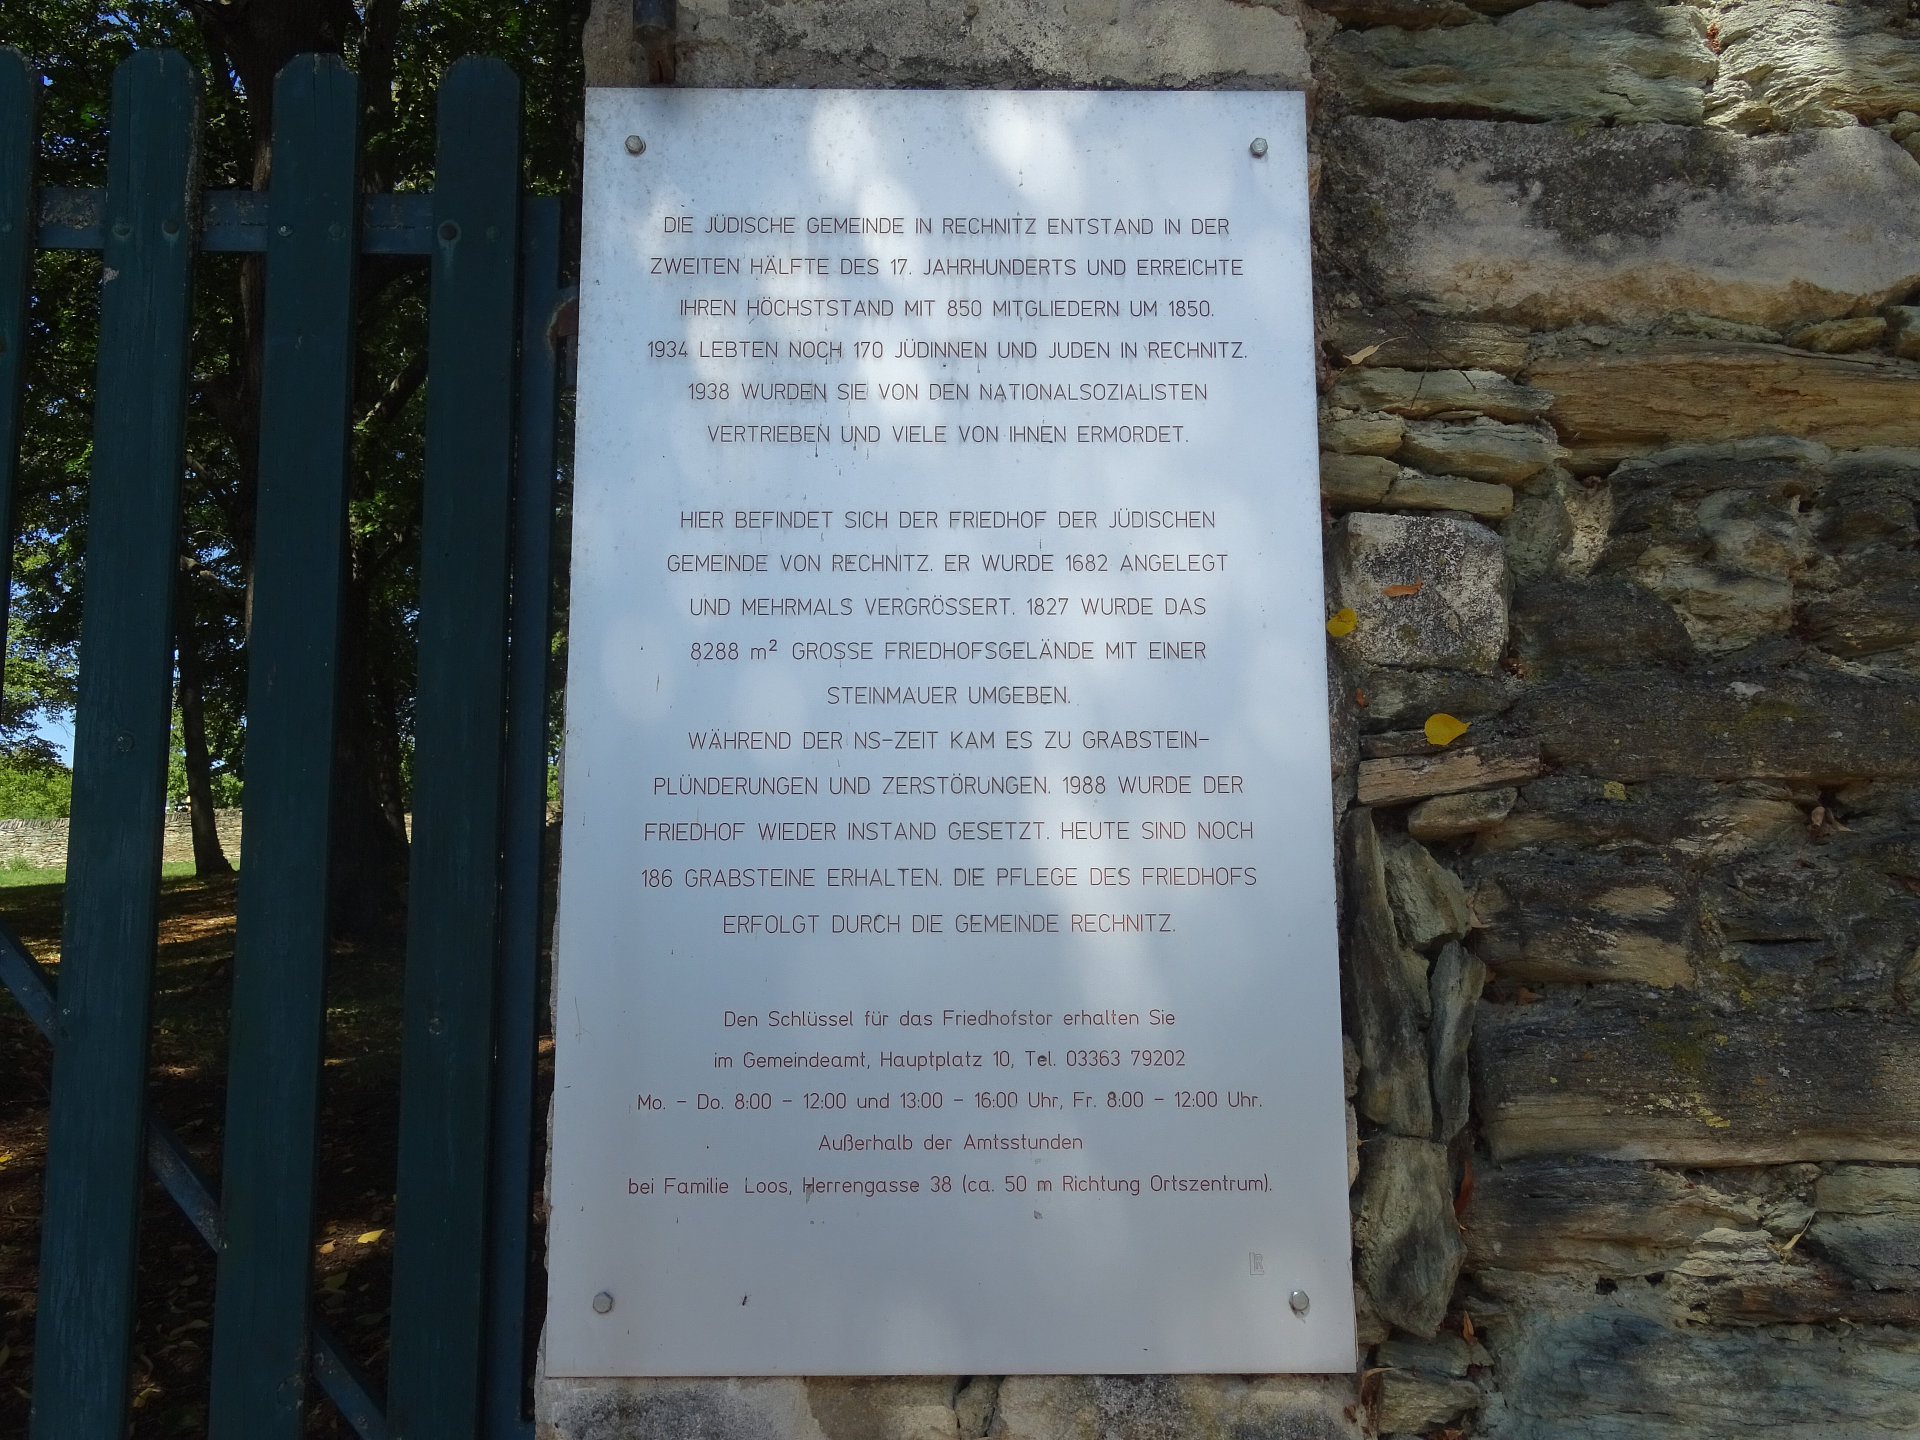 DIE JÜDISCHE GEMEINDE IN RECHNITZ ENTSTAND IN DER
ZWEITEN HÄLFTE DES 17. JAHRHUNDERTS UND ERREICHTE
IHREN HÖCHSTSTAND MIT 850 MITGLIEDERN UM 1850.
1934 LEBTEN NOCH 170 JÜDINNEN UND JUDEN IN RECHNITZ.
1938 WURDEN SIE VON DEN NATIONALSOZIALISTEN
VERTRIEBEN UND VIELE VON IHNEN ERMORDET.
HIER BEFINDET SICH DER FRIEDHOF DER JÜDISCHEN
GEMEINDE VON RECHNITZ. ER WURDE 1682 ANGELEGT
UND MEHRMALS VERGRÖSSERT. 1827 WURDE DAS
8288 m² GROSSE FRIEDHOFSGELÄNDE MIT EINER
STEINMAUER UMGEBEN.
WÄHREND DER NS-ZEIT KAM ES ZU GRABSTEIN-
PLÜNDERUNGEN UND ZERSTÖRUNGEN. 1988 WURDE DER
FRIEDHOF WIEDER INSTAND GESETZT. HEUTE SIND NOCH
186 GRABSTEINE ERHALTEN. DIE PFLEGE DES FRIEDHOFS
ERFOLGT DURCH DIE GEMEINDE RECHNITZ.
Den Schlüssel für das Friedhofstor erhalten Sie
im Gemeindeamt, Hauptplatz 10, Tel. 03363 79202
Mo. - Do. 8:00 - 12:00 und 13:00 - 16:00 Uhr, Fr. 8:00 - 12:00 Uhr.
Außerhalb der Amtsstunden
bei Familie Loos, Herrengasse 38 (ca. 50 m Richtung Ortszentrum).